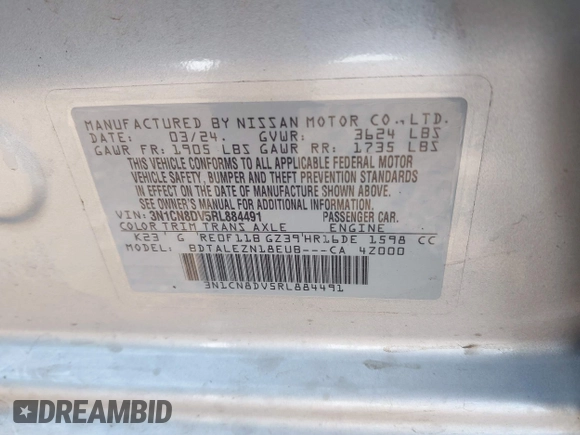 MANUFACTURED BY NISSAN MOTOR CO.,LTD.
DATE: 03/24. GVWR: 3624 LBS
GAWR FR: 1905 LBS GAWR RR: 1735 LBS
THIS VEHICLE CONFORMS TO ALL APPLICABLE FEDERAL MOTOR
VEHICLE SAFETY, BUMPER AND THEFT PREVENTION STANDARDS
IN EFFECT ON THE DATE OF MANUFACTURE SHOWN ABOVE.
SEE OWNER'S MANUAL FOR ADDITIONAL INFORMATION.
VIN: 3N1CN8DV5RL884491 PASSENGER CAR.
COLOR TRIM TRANS AXLE ENGINE
K23' G 'RE0F11B GZ39'HR16DE 1598 CC
MODEL: BDTALEZN18EUB---CA 4Z000
3N1CN8DV5RL884491
DREAMBID